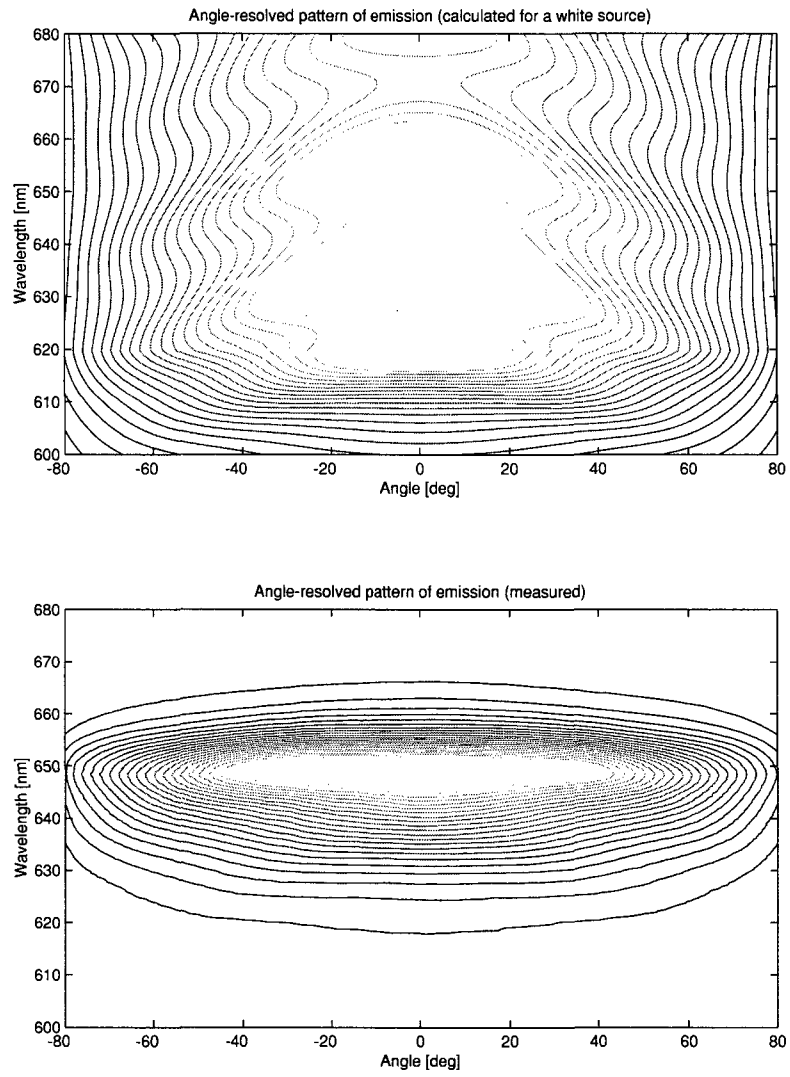 Angle-resolved pattern of emission (calculated for a white source)
680
670
660
650
640
630
620
610
600
Wavelength [nm]
-80 -60 -40 -20 0 20 40 60 80
Angle [deg]
Angle-resolved pattern of emission (measured)
680
670
660
650
640
630
620
610
600
Wavelength [nm]
-80 -60 -40 -20 0 20 40 60 80
Angle [deg]